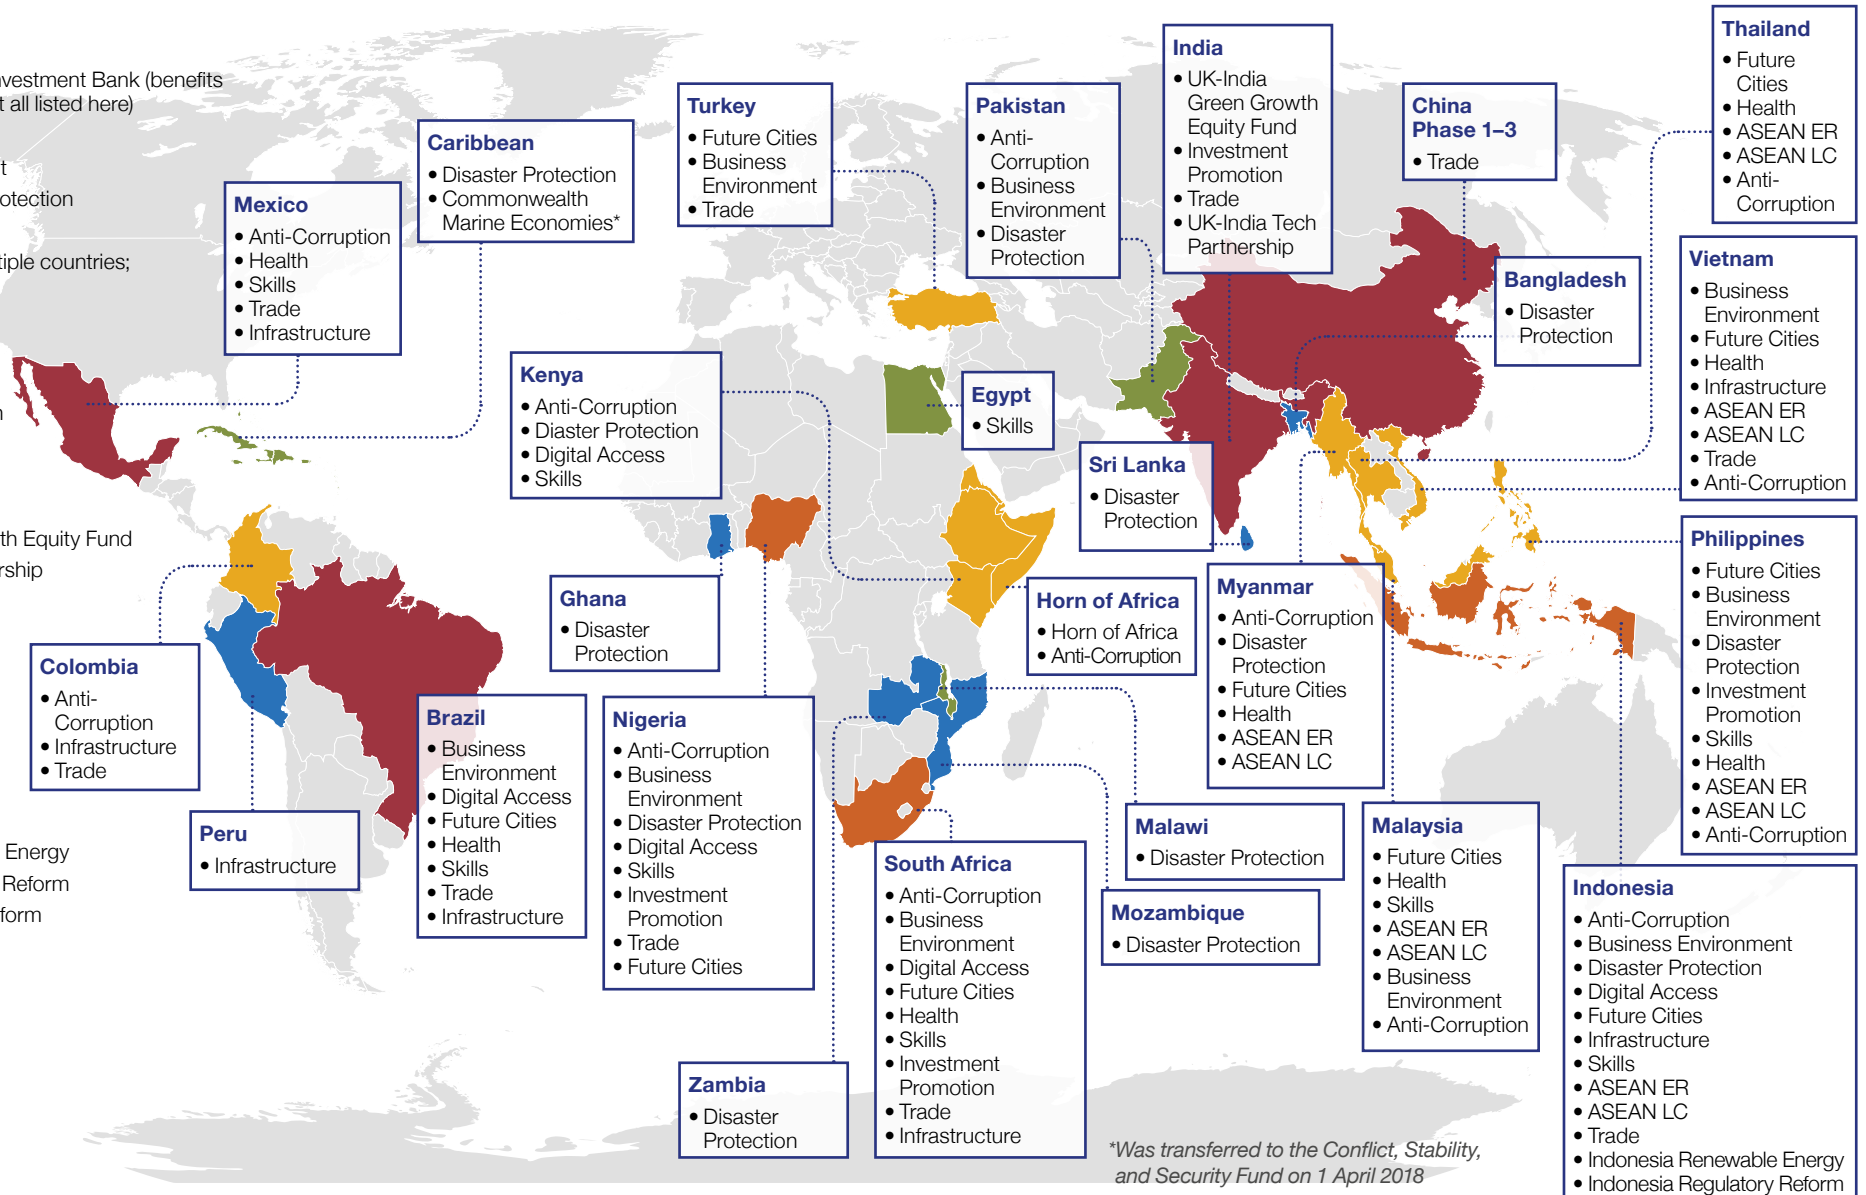 nvestment Bank (benefits
t all listed here)
t
otection
tiple countries;
n
th Equity Fund
rship
Energy
Reform
form
Mexico
• Anti-Corruption
• Health
• Skills
• Trade
• Infrastructure
Caribbean
• Disaster Protection
• Commonwealth
Marine Economies*
Turkey
• Future Cities
• Business
Environment
• Trade
Pakistan
• Anti-
Corruption
• Business
Environment
• Disaster
Protection
India
• UK-India
Green Growth
Equity Fund
• Investment
Promotion
• Trade
• UK-India Tech
Partnership
China
Phase 1–3
• Trade
Thailand
• Future
Cities
• Health
• ASEAN ER
• ASEAN LC
• Anti-
Corruption
Bangladesh
• Disaster
Protection
Vietnam
• Business
Environment
• Future Cities
• Health
• Infrastructure
• ASEAN ER
• ASEAN LC
• Trade
• Anti-Corruption
Kenya
• Anti-Corruption
• Diaster Protection
• Digital Access
• Skills
Egypt
• Skills
Sri Lanka
• Disaster
Protection
Philippines
• Future Cities
• Business
Environment
• Disaster
Protection
• Investment
Promotion
• Skills
• Health
• ASEAN ER
• ASEAN LC
• Anti-Corruption
Ghana
• Disaster
Protection
Horn of Africa
• Horn of Africa
• Anti-Corruption
Myanmar
• Anti-Corruption
• Disaster
Protection
• Future Cities
• Health
• ASEAN ER
• ASEAN LC
Colombia
• Anti-
Corruption
• Infrastructure
• Trade
Peru
• Infrastructure
Brazil
• Business
Environment
• Digital Access
• Future Cities
• Health
• Skills
• Trade
• Infrastructure
Nigeria
• Anti-Corruption
• Business
Environment
• Disaster Protection
• Digital Access
• Skills
• Investment
Promotion
• Trade
• Future Cities
South Africa
• Anti-Corruption
• Business
Environment
• Digital Access
• Future Cities
• Health
• Skills
• Investment
Promotion
• Trade
• Infrastructure
Malawi
• Disaster Protection
Mozambique
• Disaster Protection
Malaysia
• Future Cities
• Health
• Skills
• ASEAN ER
• ASEAN LC
• Business
Environment
• Anti-Corruption
Indonesia
• Anti-Corruption
• Business Environment
• Disaster Protection
• Digital Access
• Future Cities
• Infrastructure
• Skills
• ASEAN ER
• ASEAN LC
• Trade
• Indonesia Renewable Energy
• Indonesia Regulatory Reform
Zambia
• Disaster
Protection
*Was transferred to the Conflict, Stability,
and Security Fund on 1 April 2018